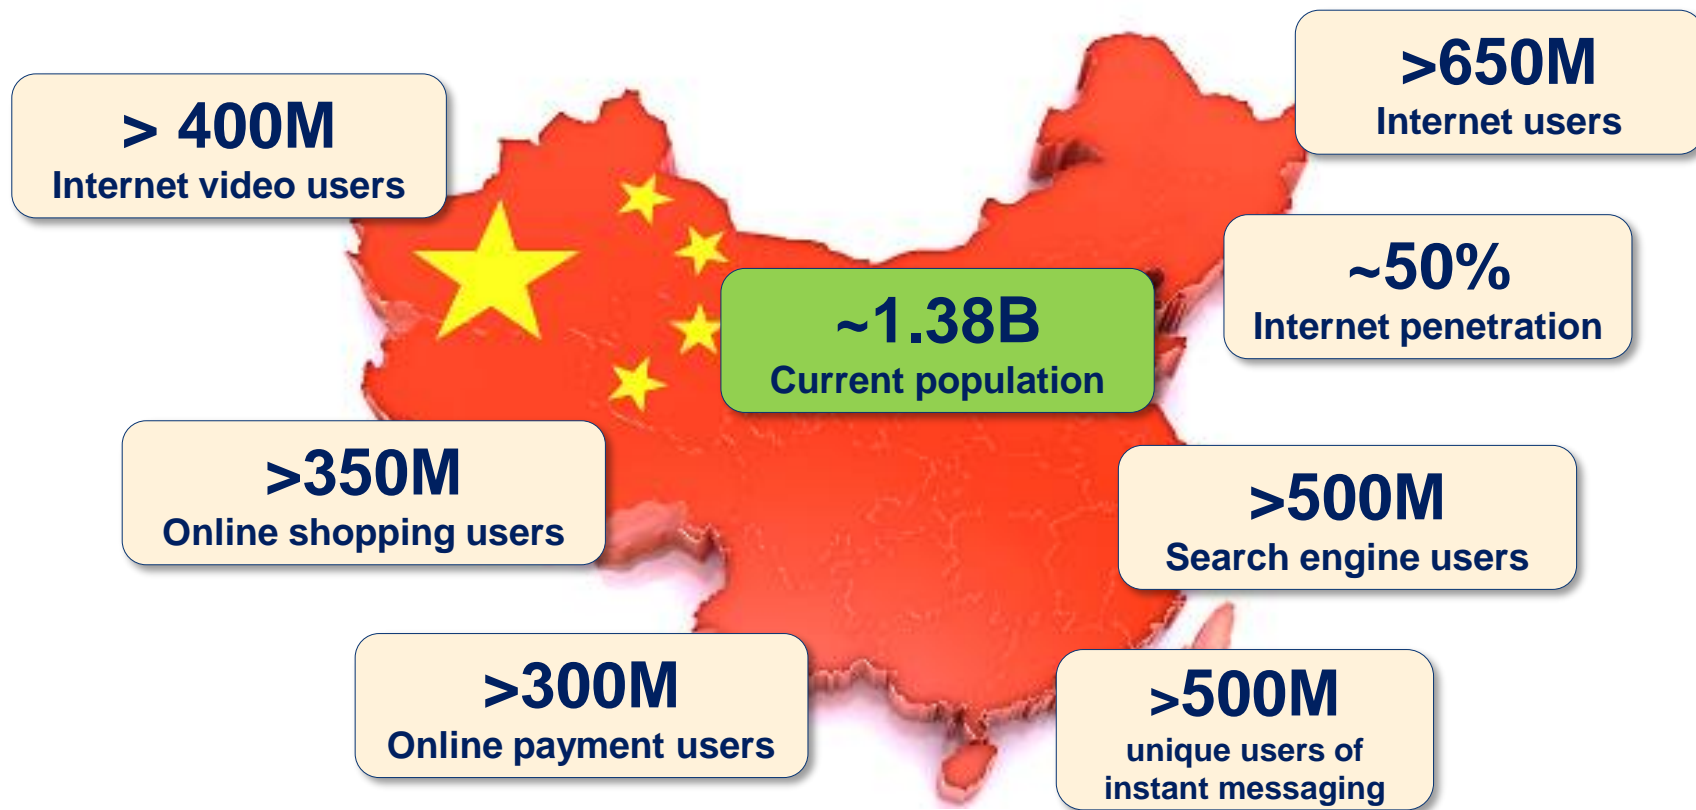 >650M
Internet users
> 400M
Internet video users
~50%
Internet penetration
~1.38B
Current population
>350M
Online shopping users
>500M
Search engine users
>300M
Online payment users
>500M
unique users of
instant messaging